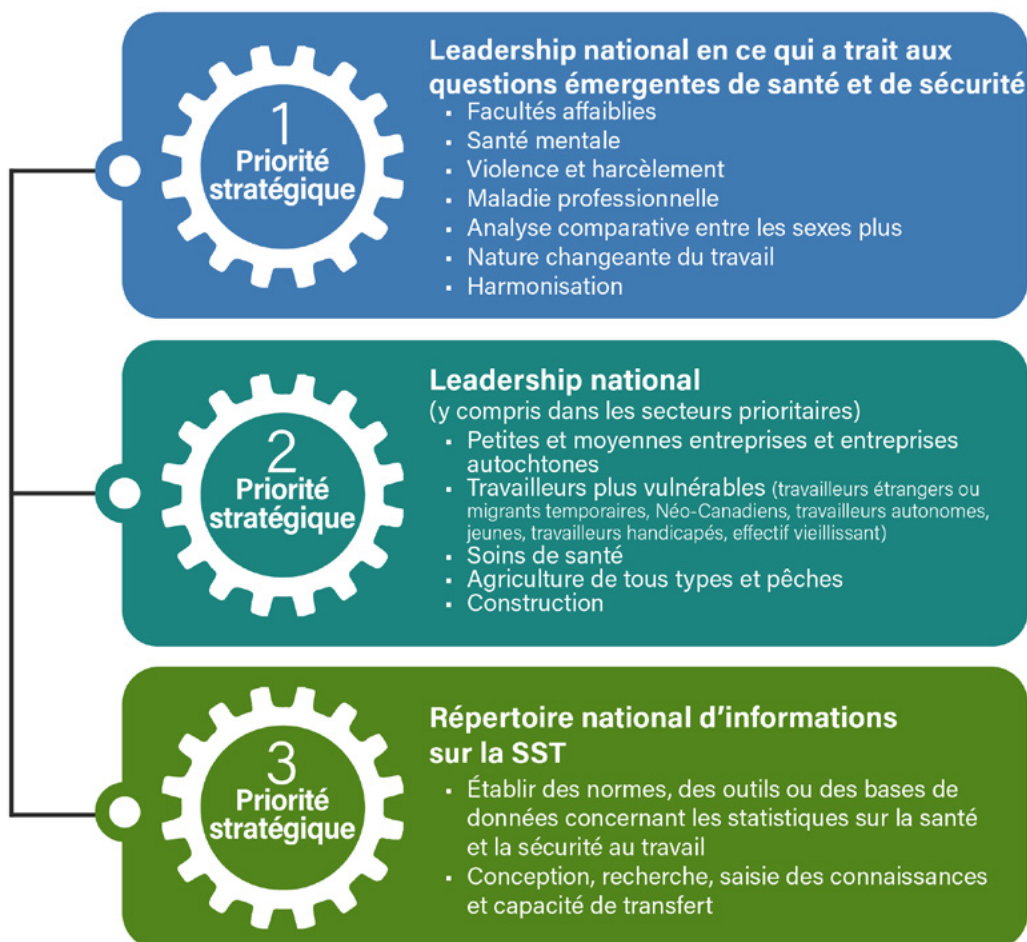 1
Priorité
stratégique
Leadership national en ce qui a trait aux
questions émergentes de santé et de sécurité
▪ Facultés affaiblies
▪ Santé mentale
▪ Violence et harcèlement
▪ Maladie professionnelle
▪ Analyse comparative entre les sexes plus
▪ Nature changeante du travail
▪ Harmonisation
2
Priorité
stratégique
Leadership national
(y compris dans les secteurs prioritaires)
▪ Petites et moyennes entreprises et entreprises
autochtones
▪ Travailleurs plus vulnérables (travailleurs étrangers ou
migrants temporaires, Néo-Canadiens, travailleurs autonomes,
jeunes, travailleurs handicapés, effectif vieillissant)
▪ Soins de santé
▪ Agriculture de tous types et pêches
▪ Construction
3
Priorité
stratégique
Répertoire national d’informations
sur la SST
▪ Établir des normes, des outils ou des bases de
données concernant les statistiques sur la santé
et la sécurité au travail
▪ Conception, recherche, saisie des connaissances
et capacité de transfert